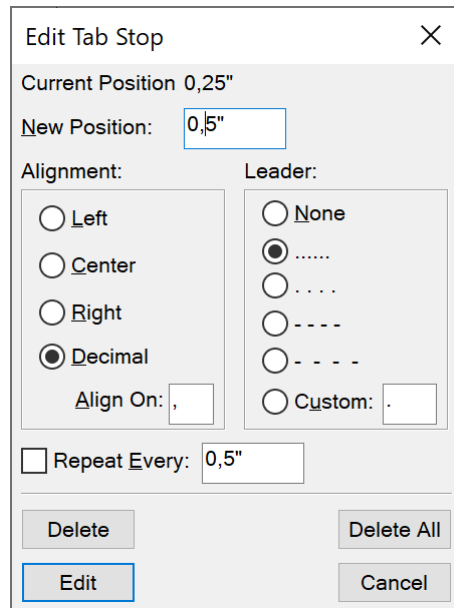 Edit Tab Stop
Current Position 0,25"
New Position: 0,5"
Alignment:
Left
Center
Right
Decimal
Align On: ,
Leader:
None
......
. . . .
- - - -
-  -  -  -
Custom: .
Repeat Every: 0,5"
Delete
Delete All
Edit
Cancel